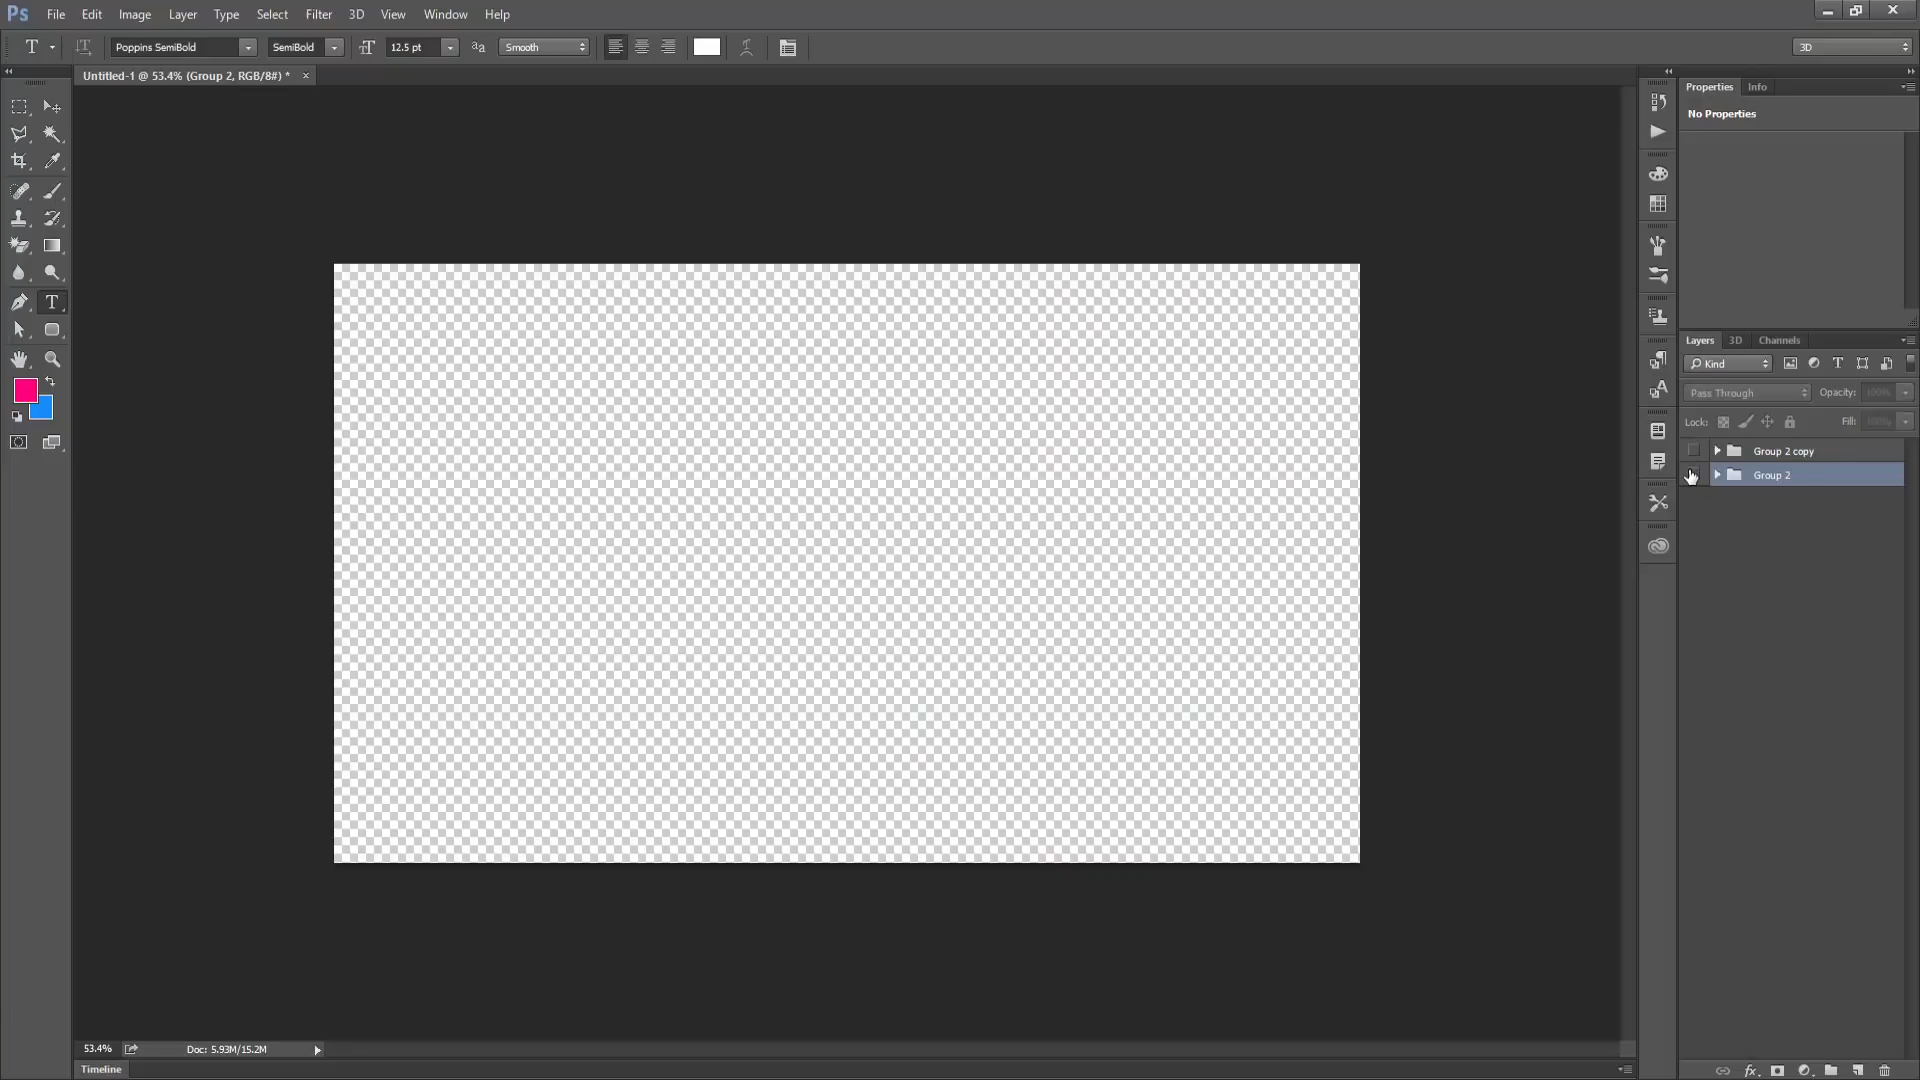 Ps File Edit Image Layer Type Select Filter 3D View Window Help
T Poppins SemiBold SemiBold 12.5 pt aa Smooth 3D
Untitled-1 @ 53.4% (Group 2, RGB/8#) * ×
Properties Info
No Properties
Layers 3D Channels
Kind
Pass Through Opacity: 100%
Lock: Fill: 100%
Group 2 copy
Group 2
53.4% Doc: 5.93M/15.2M
Timeline